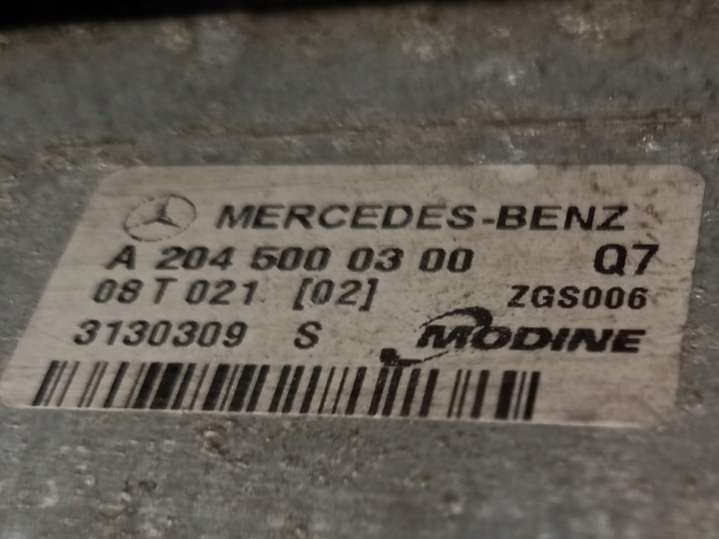 MERCEDES-BENZ
A 204 500 03 00 Q7
08 T 021 [02] ZGS006
3130309 S MODINE